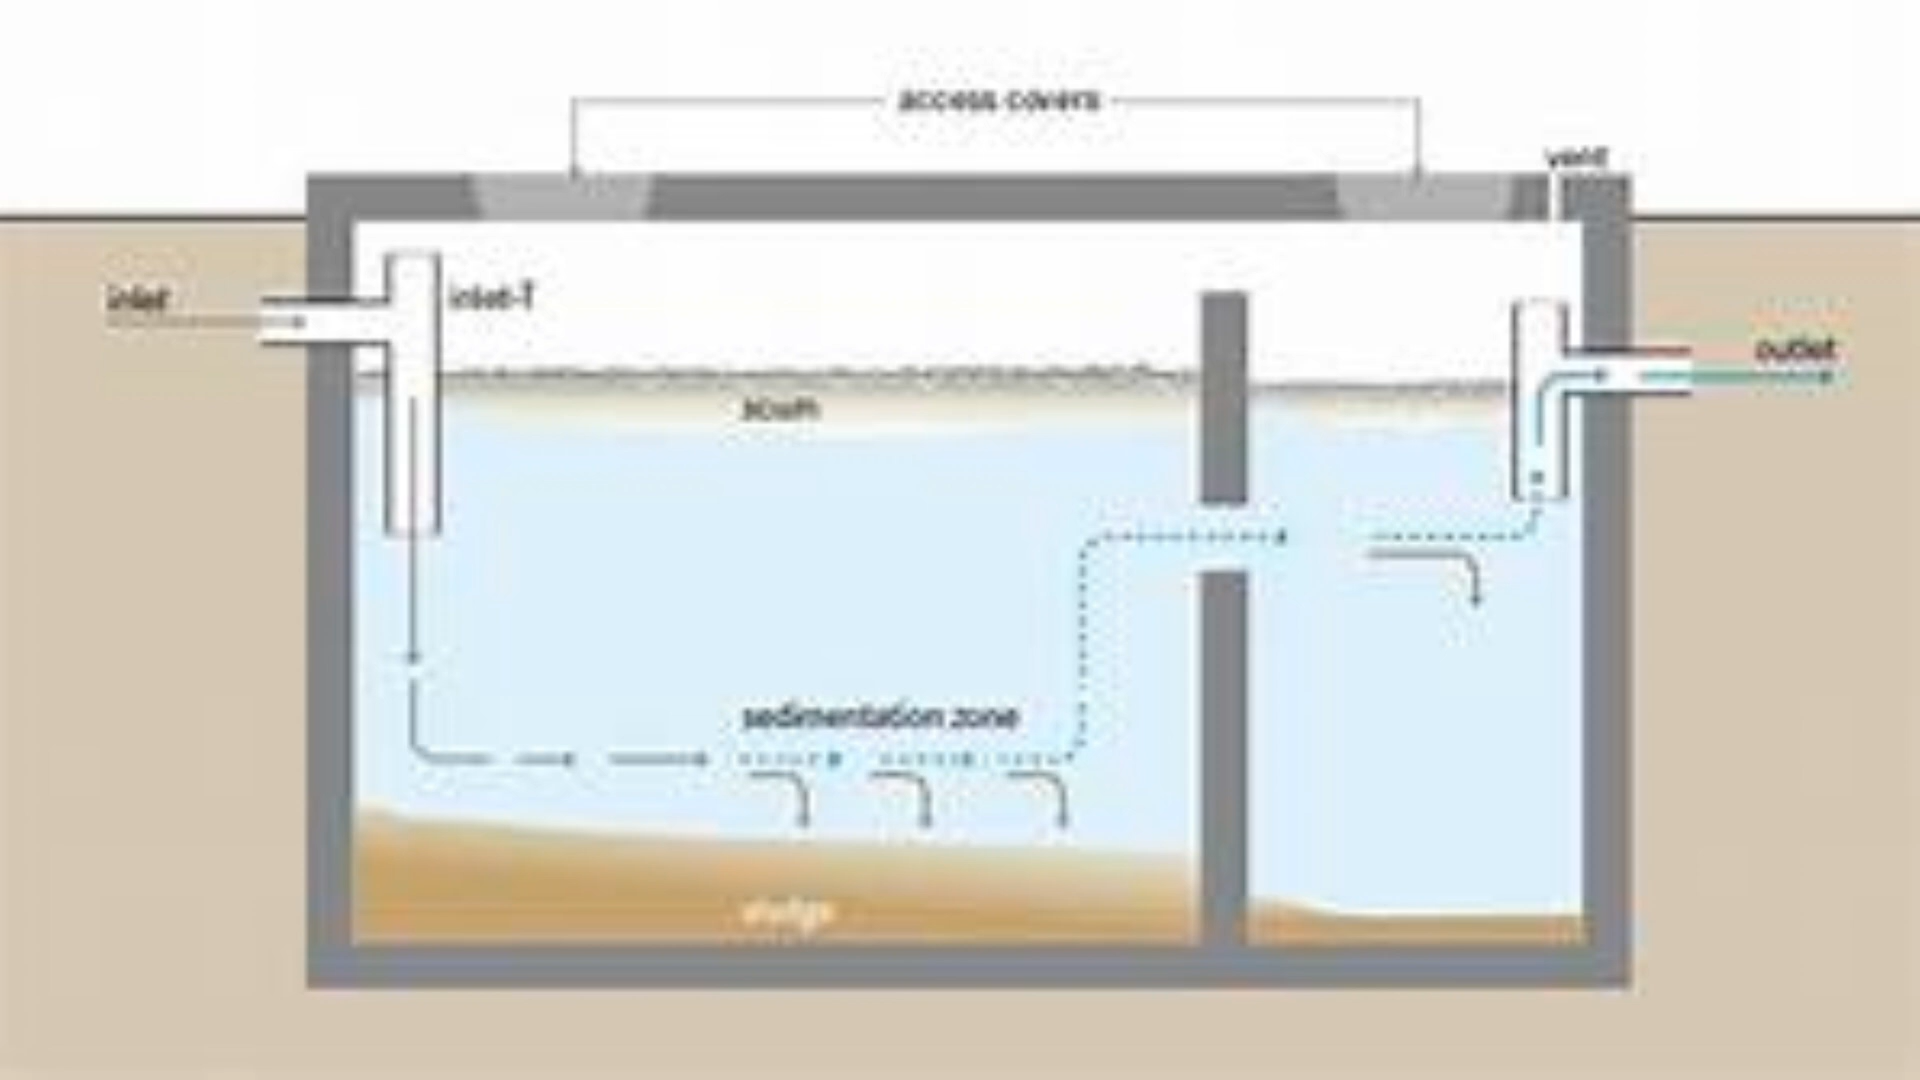 access covers
vent
inlet
inlet-T
outlet
scum
sedimentation zone
sludge